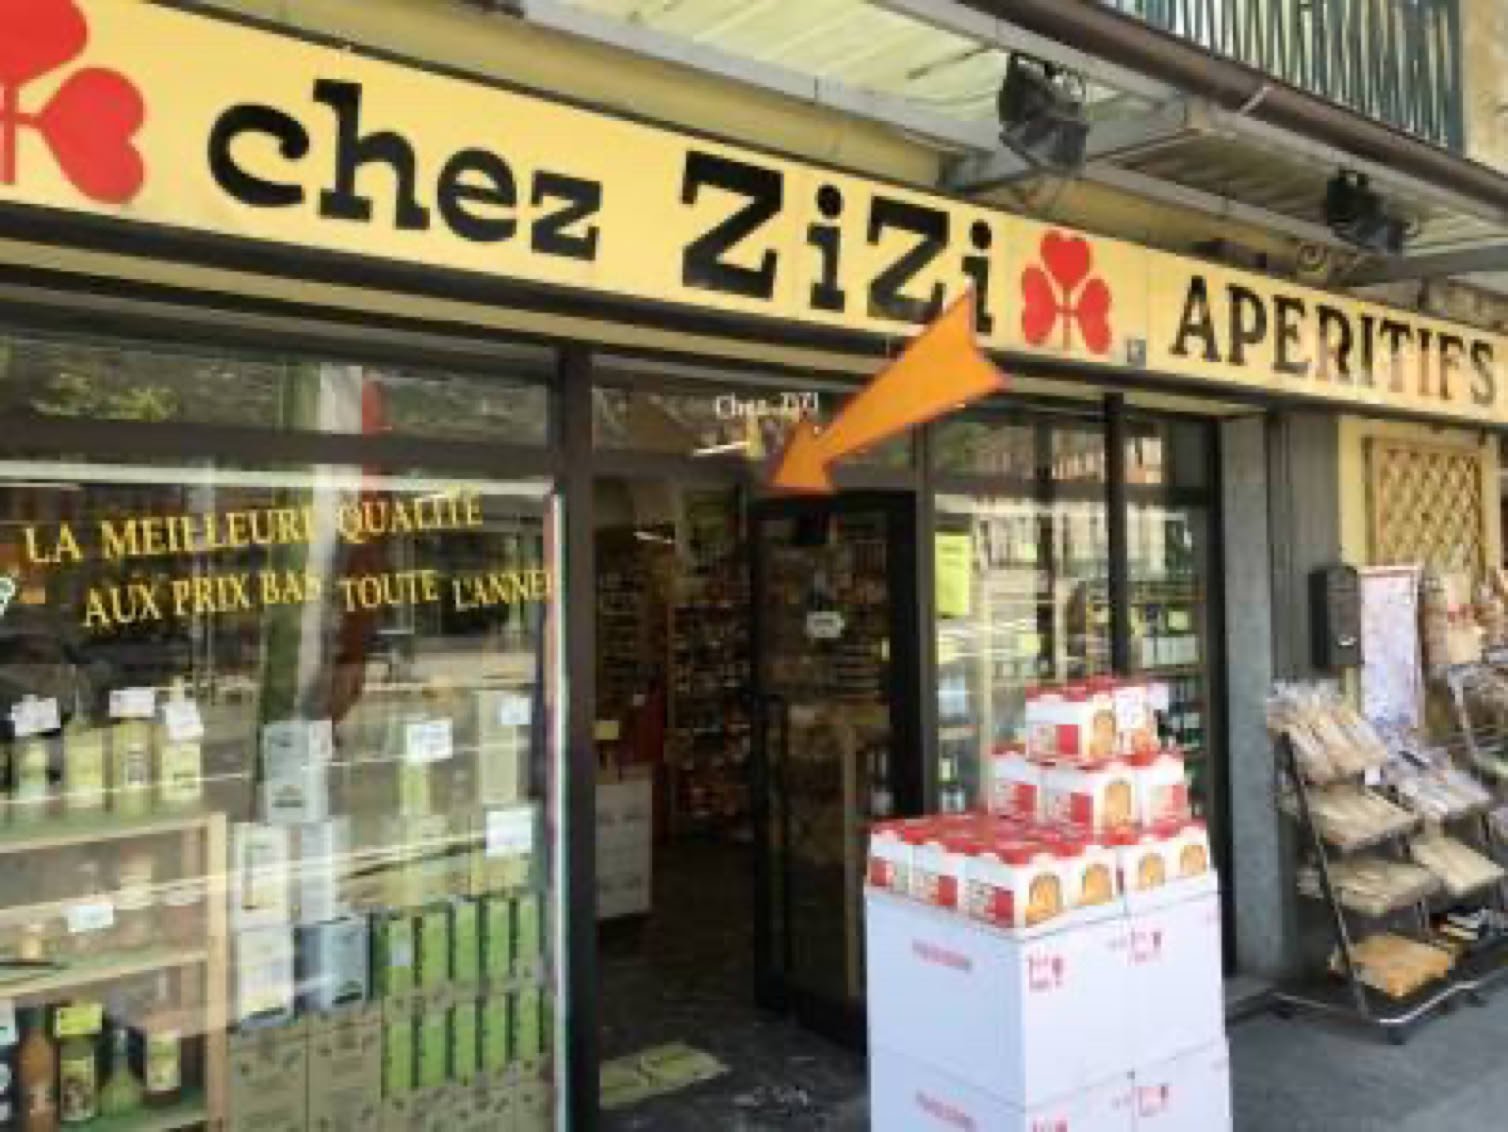 chez ZiZi APERITIFS
Chez ZIZI
LA MEILLEURE QUALITE
AUX PRIX BAS TOUTE L'ANNEE